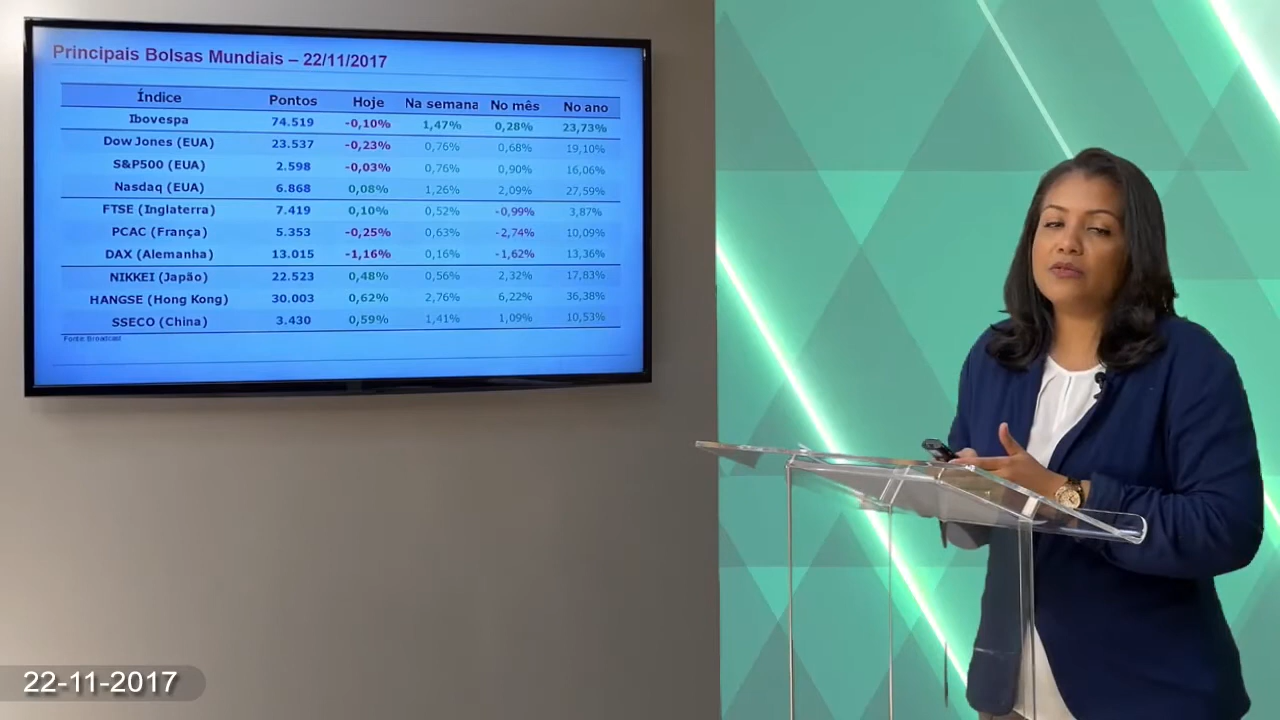 Principais Bolsas Mundiais – 22/11/2017
Índice Pontos Hoje Na semana No mês No ano
Ibovespa 74.519 -0,10% 1,47% 0,28% 23,73%
Dow Jones (EUA) 23.537 -0,23% 0,76% 0,68% 19,10%
S&P500 (EUA) 2.598 -0,03% 0,76% 0,90% 16,06%
Nasdaq (EUA) 6.868 0,08% 1,26% 2,09% 27,59%
FTSE (Inglaterra) 7.419 0,10% 0,52% -0,99% 3,87%
PCAC (França) 5.353 -0,25% 0,63% -2,74% 10,09%
DAX (Alemanha) 13.015 -1,16% 0,16% -1,62% 13,36%
NIKKEI (Japão) 22.523 0,48% 0,56% 2,32% 17,83%
HANGSE (Hong Kong) 30.003 0,62% 2,76% 6,22% 36,38%
SSECO (China) 3.430 0,59% 1,41% 1,09% 10,53%
Fonte: Broadcast
22-11-2017